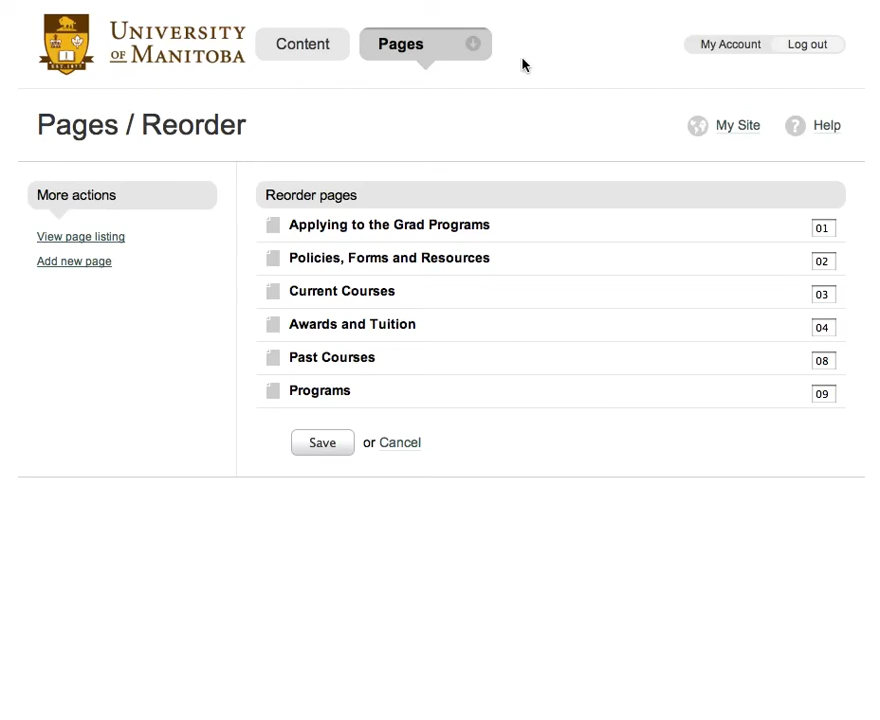 UNIVERSITY
OF MANITOBA
Content
Pages
My Account
Log out
Pages / Reorder
My Site
? Help
More actions
View page listing
Add new page
Reorder pages
Applying to the Grad Programs 01
Policies, Forms and Resources 02
Current Courses 03
Awards and Tuition 04
Past Courses 08
Programs 09
Save or Cancel